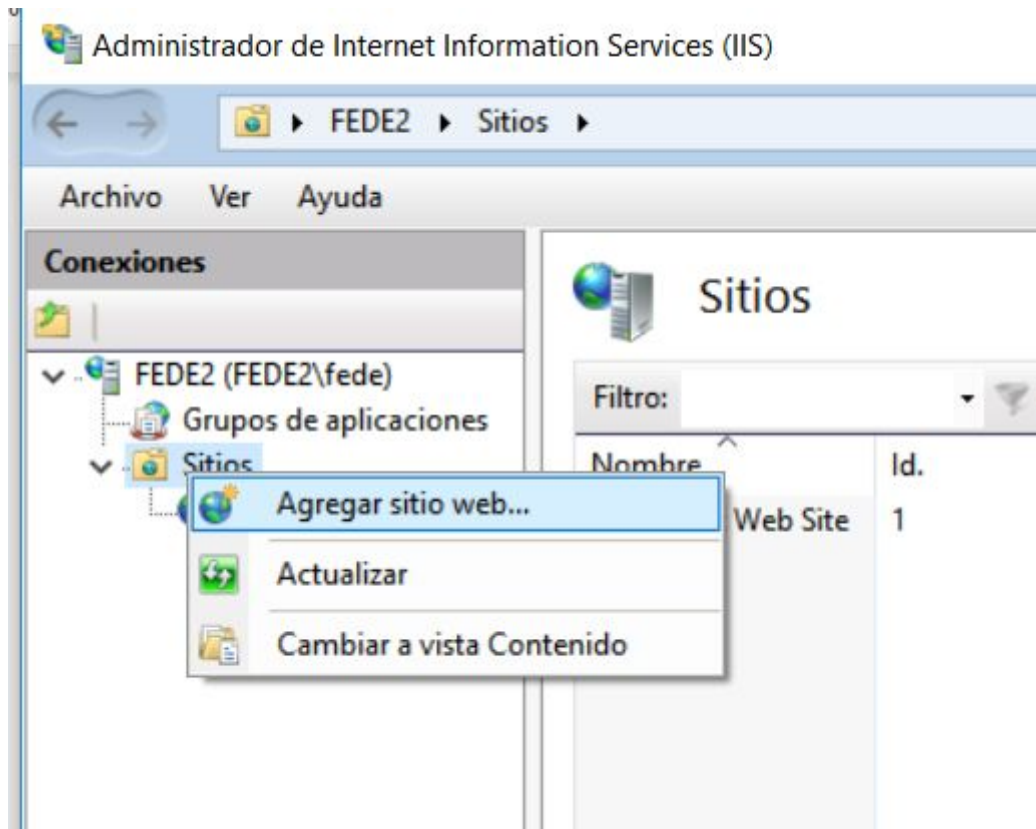 Administrador de Internet Information Services (IIS)
FEDE2 Sitios
Archivo Ver Ayuda
Conexiones
FEDE2 (FEDE2\fede)
Grupos de aplicaciones
Sitios
Agregar sitio web...
Actualizar
Cambiar a vista Contenido
Sitios
Filtro:
Nombre Id.
Web Site 1